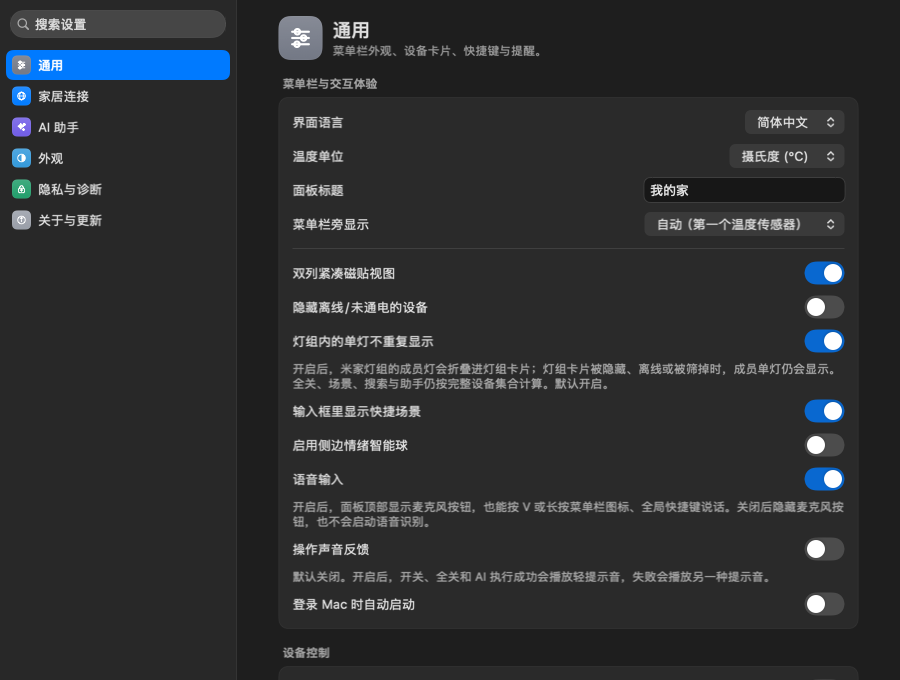 搜索设置
通用
家居连接
AI 助手
外观
隐私与诊断
关于与更新
通用
菜单栏外观、设备卡片、快捷键与提醒。
菜单栏与交互体验
界面语言
简体中文
温度单位
摄氏度 (°C)
面板标题
我的家
菜单栏旁显示
自动（第一个温度传感器）
双列紧凑磁贴视图
隐藏离线/未通电的设备
灯组内的单灯不重复显示
开启后，米家灯组的成员灯会折叠进灯组卡片；灯组卡片被隐藏、离线或被筛掉时，成员单灯仍会显示。
全关、场景、搜索与助手仍按完整设备集合计算。默认开启。
输入框里显示快捷场景
启用侧边情绪智能球
语音输入
开启后，面板顶部显示麦克风按钮，也能按 V 或长按菜单栏图标、全局快捷键说话。关闭后隐藏麦克风按
钮，也不会启动语音识别。
操作声音反馈
默认关闭。开启后，开关、全关和 AI 执行成功会播放轻提示音，失败会播放另一种提示音。
登录 Mac 时自动启动
设备控制